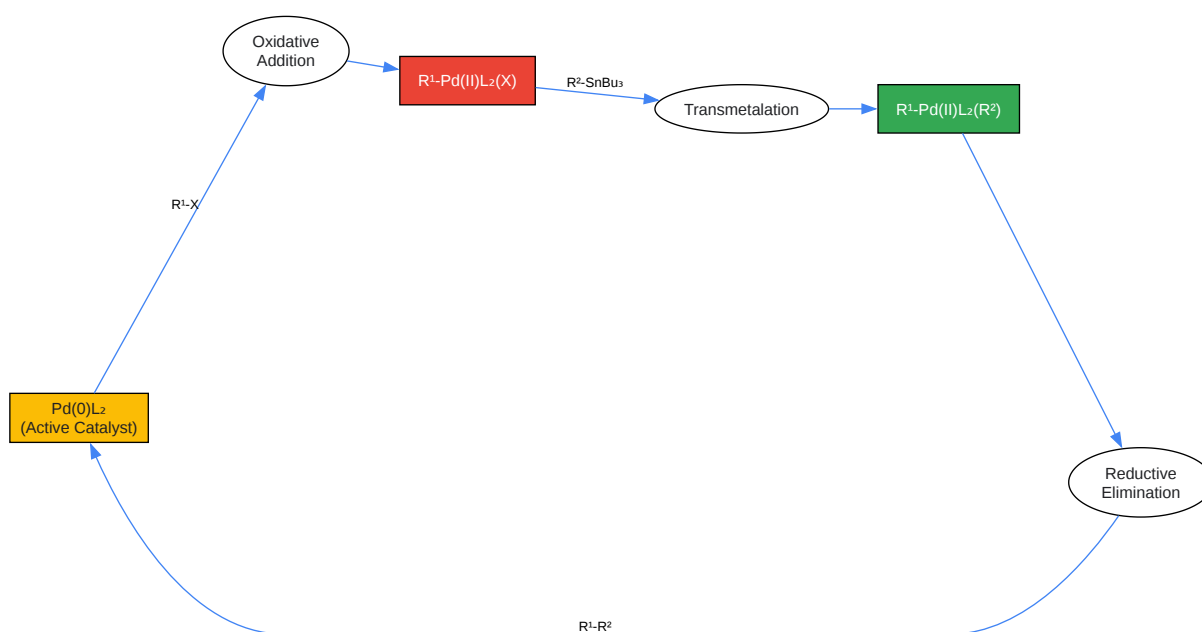 Oxidative
Addition
R¹-Pd(II)L₂(X)
R²-SnBu₃
Transmetalation
R¹-Pd(II)L₂(R²)
R¹-X
Pd(0)L₂
(Active Catalyst)
Reductive
Elimination
R¹-R²